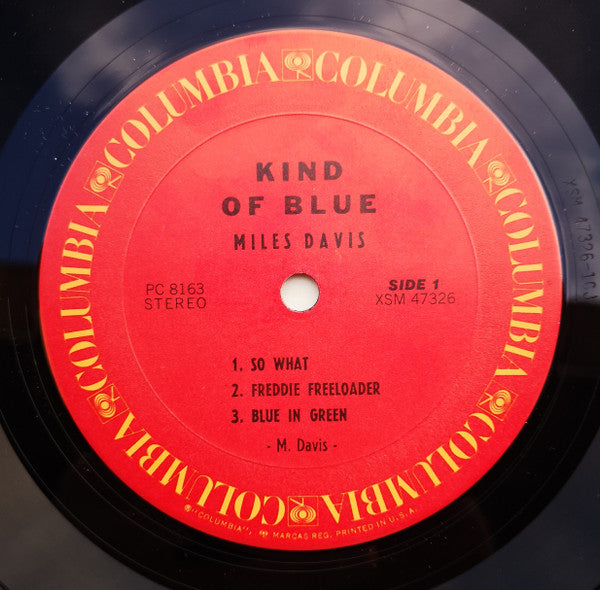 COLUMBIA COLUMBIA COLUMBIA COLUMBIA COLUMBIA COLUMBIA
KIND
OF BLUE
MILES DAVIS
PC 8163
STEREO
SIDE 1
XSM 47326
1. SO WHAT
2. FREDDIE FREELOADER
3. BLUE IN GREEN
- M. Davis -
"COLUMBIA", MARCAS REG. PRINTED IN U.S.A.